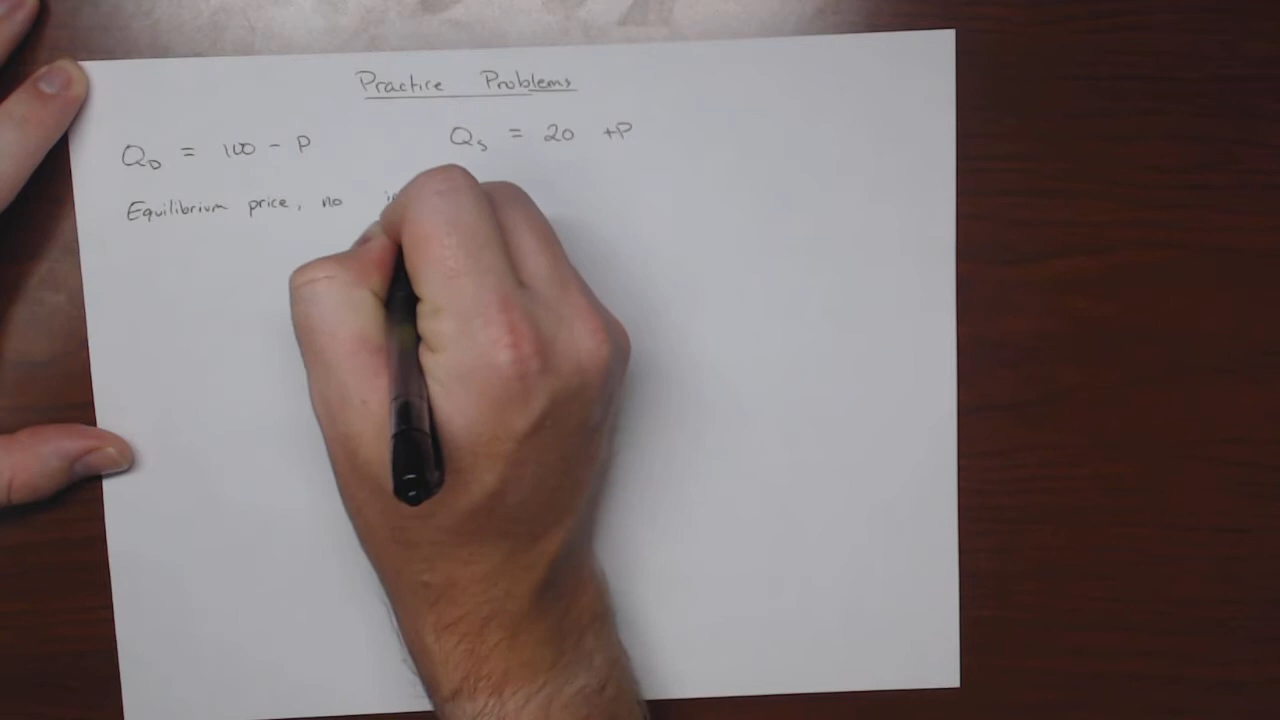 Practice Problems
Q_D = 100 - P Q_S = 20 +P
Equilibrium price, no